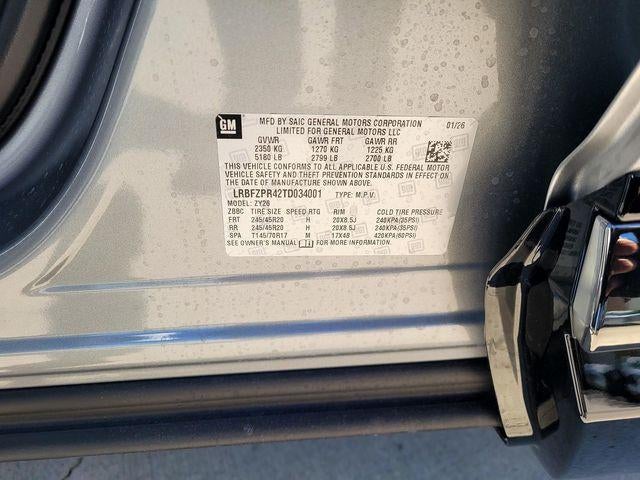 GM
MFD BY SAIC GENERAL MOTORS CORPORATION 01/26
LIMITED FOR GENERAL MOTORS LLC
GVWR GAWR FRT GAWR RR
2350 KG 1270 KG 1225 KG
5180 LB 2799 LB 2700 LB
THIS VEHICLE CONFORMS TO ALL APPLICABLE U.S. FEDERAL MOTOR
VEHICLE SAFETY AND THEFT PREVENTION STANDARDS IN EFFECT ON
THE DATE OF MANUFACTURE SHOWN ABOVE.
LRBFZPR42TD034001 TYPE: M.P.V.
MODEL: ZY26
ZBBC TIRE SIZE SPEED RTG RIM COLD TIRE PRESSURE
FRT 245/45R20 H 20X8.5J 240KPA(35PSI)
RR 245/45R20 H 20X8.5J 240KPA(35PSI)
SPA T145/70R17 M 17X4B 420KPA(60PSI)
SEE OWNER'S MANUAL FOR MORE INFORMATION.